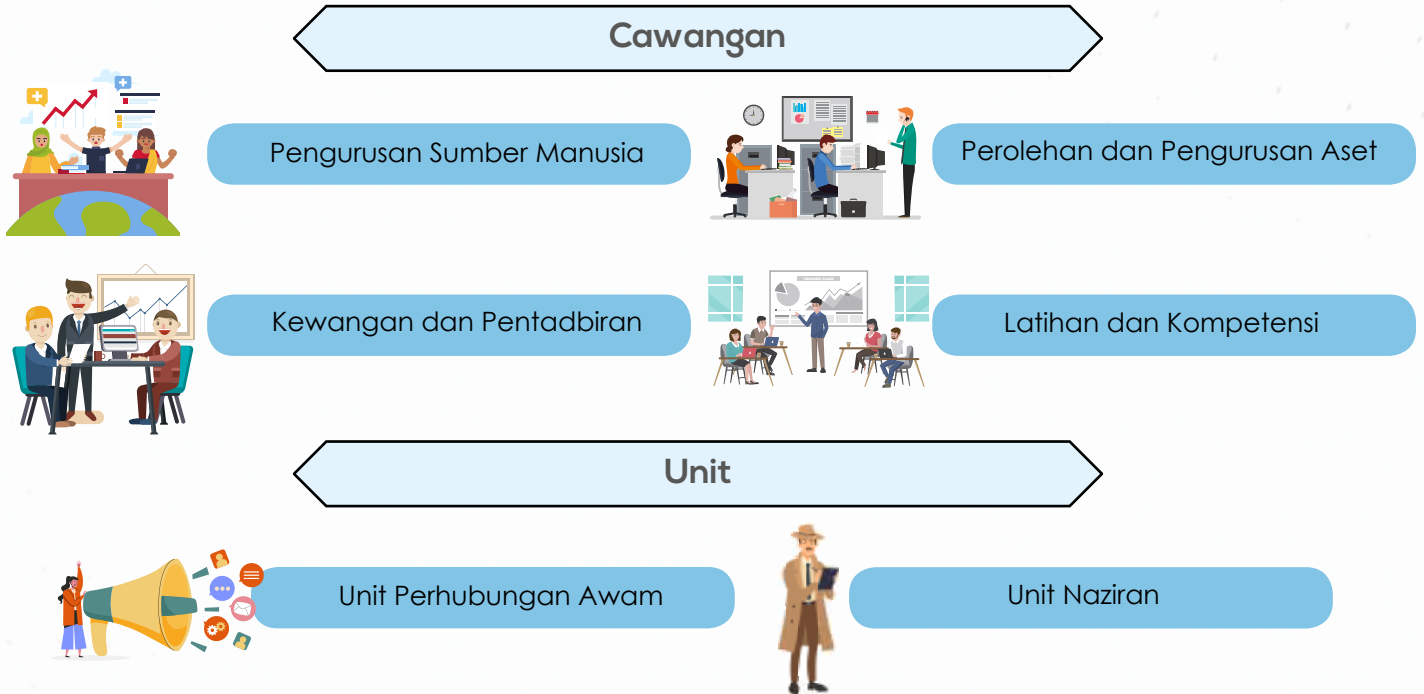 Cawangan
Pengurusan Sumber Manusia
Perolehan dan Pengurusan Aset
Kewangan dan Pentadbiran
Latihan dan Kompetensi
Unit
Unit Perhubungan Awam
Unit Naziran